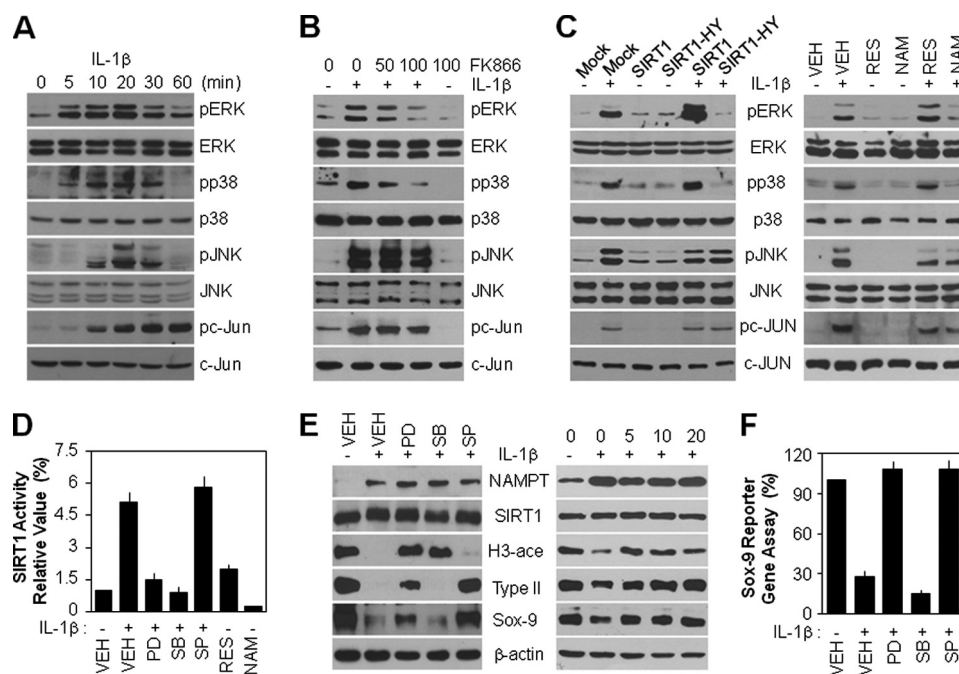 A
IL-1β
0 5 10 20 30 60 (min)
pERK
ERK
pp38
p38
pJNK
JNK
pc-Jun
c-Jun
B
0 0 50 100 100 FK866
- + + + - IL-1β
pERK
ERK
pp38
p38
pJNK
JNK
pc-Jun
c-Jun
C
Mock Mock SIRT1 SIRT1-HY SIRT1 SIRT1-HY
- + - - + + IL-1β
VEH VEH RES NAM RES NAM
- + - - + +
pERK
ERK
pp38
p38
pJNK
JNK
pc-JUN
c-JUN
D
SIRT1 Activity
Relative Value (%)
7.5
6
4.5
3
1.5
0
IL-1β : - + + + + - -
VEH VEH PD SB SP RES NAM
E
VEH VEH PD SB SP
- + + + + IL-1β
0 0 5 10 20
- + + + +
NAMPT
SIRT1
H3-ace
Type II
Sox-9
β-actin
F
Sox-9 Reporter
Gene Assay (%)
120
90
60
30
0
IL-1β : - + + + +
VEH VEH PD SB SP